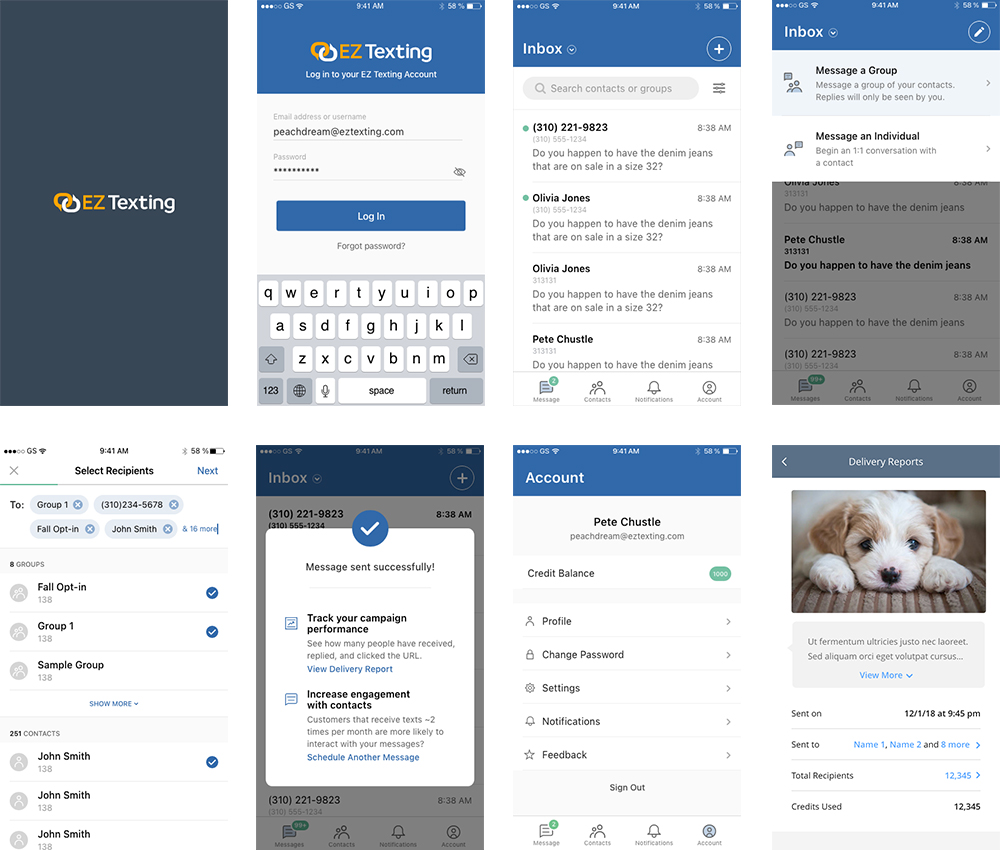 EZ Texting
GS 9:41 AM 58 %
EZ Texting
Log in to your EZ Texting Account
Email address or username
peachdream@eztexting.com
Password
••••••••••
Log In
Forgot password?
q w e r t y u i o p
a s d f g h j k l
z x c v b n m
123 space return
GS 9:41 AM 58 %
Inbox
Search contacts or groups
(310) 221-9823 8:38 AM
(310) 555-1234
Do you happen to have the denim jeans
that are on sale in a size 32?
Olivia Jones 8:38 AM
(310) 555-1234
Do you happen to have the denim jeans
that are on sale in a size 32?
Olivia Jones 8:38 AM
313131
Do you happen to have the denim jeans
that are on sale in a size 32?
Pete Chustle 8:38 AM
313131
Do you happen to have the denim jeans
2
Message Contacts Notifications Account
GS 9:41 AM 58 %
Inbox
Message a Group
Message a group of your contacts.
Replies will only be seen by you.
Message an Individual
Begin an 1:1 conversation with
a contact
Olivia Jones 8:38 AM
313131
Do you happen to have the denim jeans
Pete Chustle 8:38 AM
313131
Do you happen to have the denim jeans
(310) 221-9823 8:38 AM
(310) 555-1234
Do you happen to have the denim jeans
(310) 221-9823 8:38 AM
(310) 555-1234
99+
Messages Contacts Notifications Account
GS 9:41 AM 58 %
Select Recipients Next
To: Group 1 (310)234-5678
Fall Opt-in John Smith & 16 more
8 GROUPS
Fall Opt-in
138
Group 1
138
Sample Group
138
SHOW MORE
251 CONTACTS
John Smith
138
John Smith
138
John Smith
138
GS 9:41 AM 58 %
Inbox
(310) 221-9823 8:38 AM
(310) 555-1234
Message sent successfully!
Track your campaign
performance
See how many people have received,
replied, and clicked the URL.
View Delivery Report
Increase engagement
with contacts
Customers that receive texts ~2
times per month are more likely to
interact with your messages?
Schedule Another Message
(310) 221-9823 8:38 AM
(310) 555-1234
99+
Messages Contacts Notifications Account
GS 9:41 AM 58 %
Account
Pete Chustle
peachdream@eztexting.com
Credit Balance 1000
Profile
Change Password
Settings
Notifications
Feedback
Sign Out
2
Message Contacts Notifications Account
Delivery Reports
Ut fermentum ultricies justo nec laoreet.
Sed aliquam orci eget volutpat cursus...
View More
Sent on 12/1/18 at 9:45 pm
Sent to Name 1, Name 2 and 8 more
Total Recipients 12,345
Credits Used 12,345